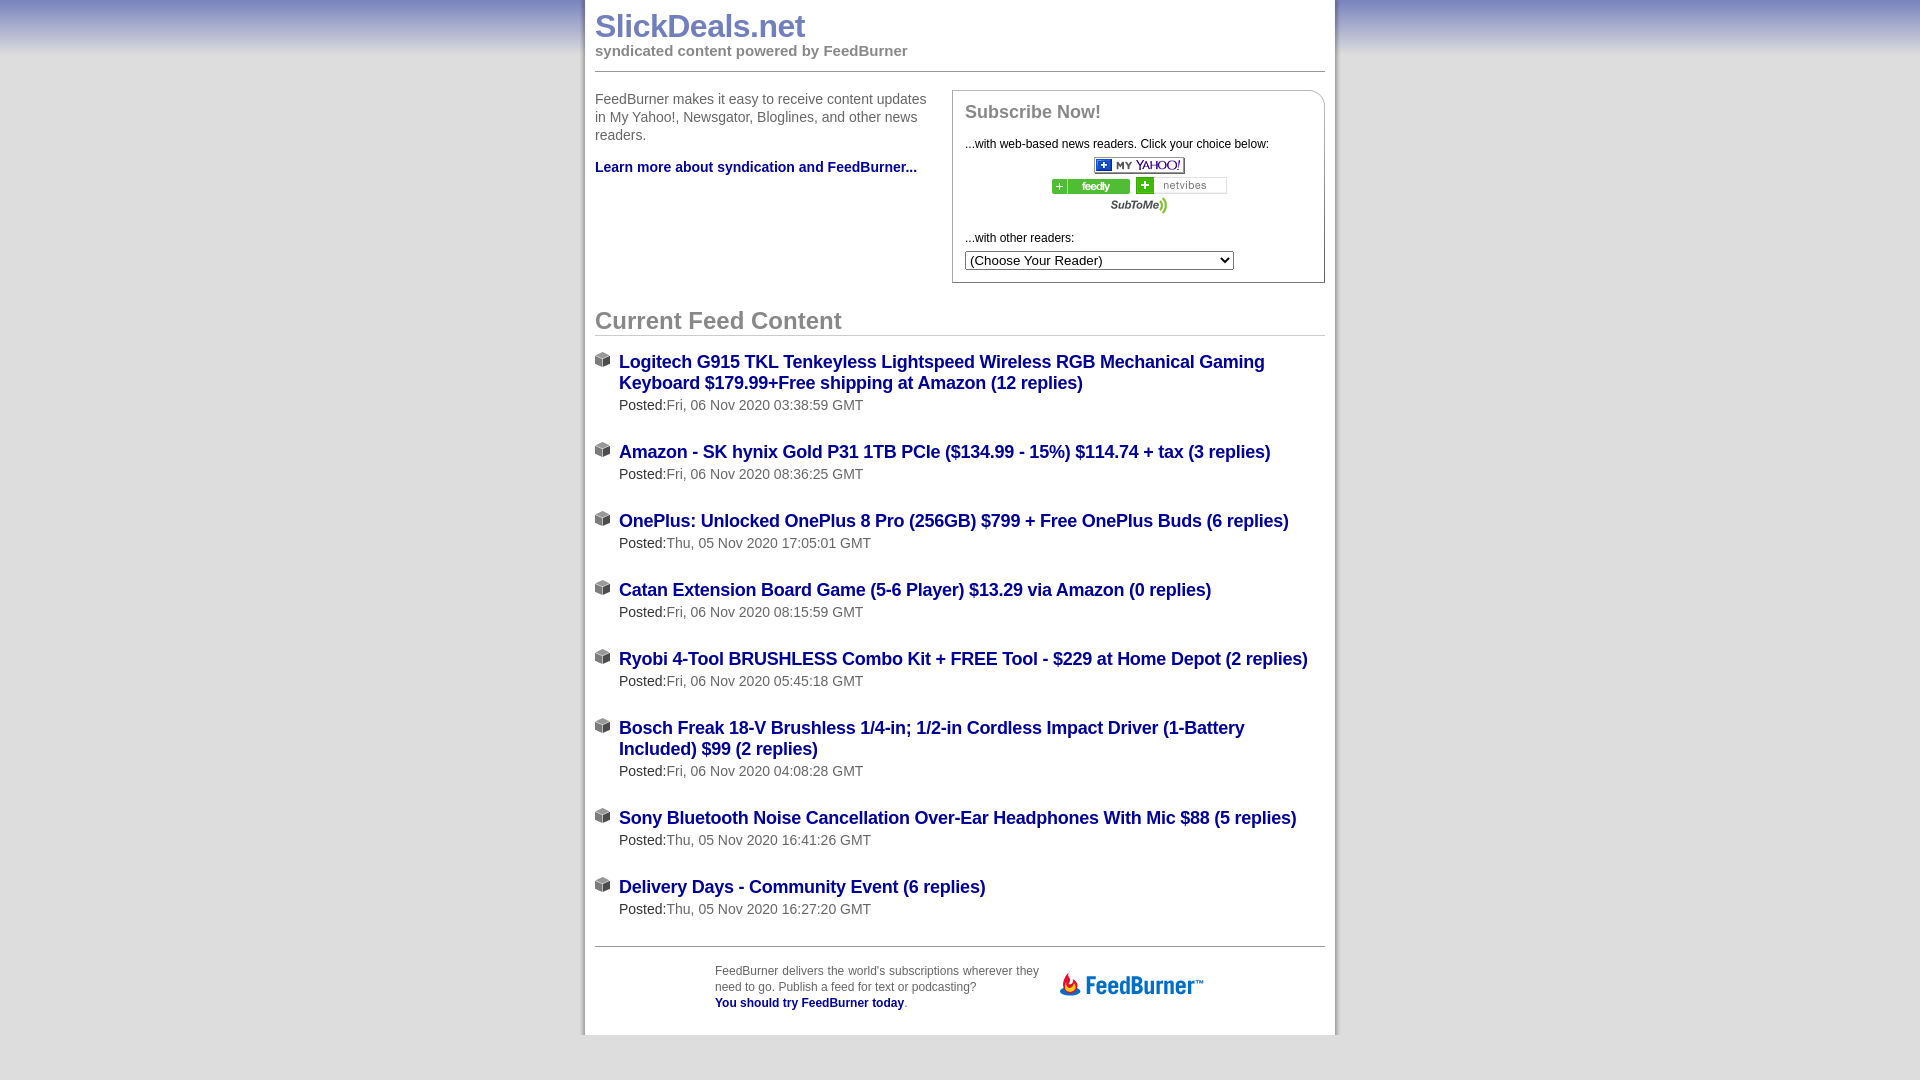 SlickDeals.net
syndicated content powered by FeedBurner
FeedBurner makes it easy to receive content updates
in My Yahoo!, Newsgator, Bloglines, and other news
readers.
Learn more about syndication and FeedBurner...
Subscribe Now!
...with web-based news readers. Click your choice below:
MY YAHOO!
feedly
netvibes
SubToMe
...with other readers:
(Choose Your Reader)
Current Feed Content
Logitech G915 TKL Tenkeyless Lightspeed Wireless RGB Mechanical Gaming
Keyboard $179.99+Free shipping at Amazon (12 replies)
Posted:Fri, 06 Nov 2020 03:38:59 GMT
Amazon - SK hynix Gold P31 1TB PCIe ($134.99 - 15%) $114.74 + tax (3 replies)
Posted:Fri, 06 Nov 2020 08:36:25 GMT
OnePlus: Unlocked OnePlus 8 Pro (256GB) $799 + Free OnePlus Buds (6 replies)
Posted:Thu, 05 Nov 2020 17:05:01 GMT
Catan Extension Board Game (5-6 Player) $13.29 via Amazon (0 replies)
Posted:Fri, 06 Nov 2020 08:15:59 GMT
Ryobi 4-Tool BRUSHLESS Combo Kit + FREE Tool - $229 at Home Depot (2 replies)
Posted:Fri, 06 Nov 2020 05:45:18 GMT
Bosch Freak 18-V Brushless 1/4-in; 1/2-in Cordless Impact Driver (1-Battery
Included) $99 (2 replies)
Posted:Fri, 06 Nov 2020 04:08:28 GMT
Sony Bluetooth Noise Cancellation Over-Ear Headphones With Mic $88 (5 replies)
Posted:Thu, 05 Nov 2020 16:41:26 GMT
Delivery Days - Community Event (6 replies)
Posted:Thu, 05 Nov 2020 16:27:20 GMT
FeedBurner delivers the world's subscriptions wherever they
need to go. Publish a feed for text or podcasting?
You should try FeedBurner today.
FeedBurner™